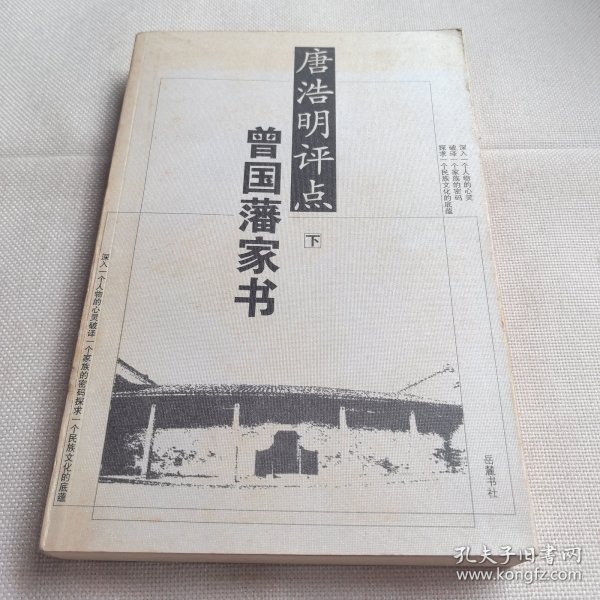 唐浩明评点
曾国藩家书
下
深入一个人物的心灵
破译一个家族的密码
探求一个民族文化的底蕴
深入一个人物的心灵破译一个家族的密码探求一个民族文化的底蕴
岳麓书社
孔夫子旧书网
www.kongfz.com